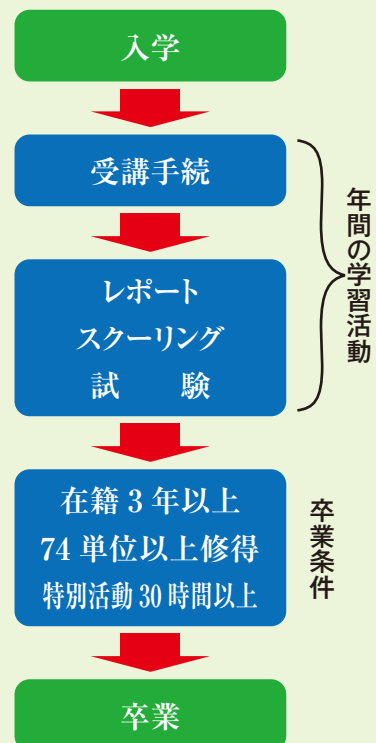 入学
受講手続
レポート
スクーリング
試　験
年間の学習活動
在籍 3 年以上
74 単位以上修得
特別活動 30 時間以上
卒業条件
卒業